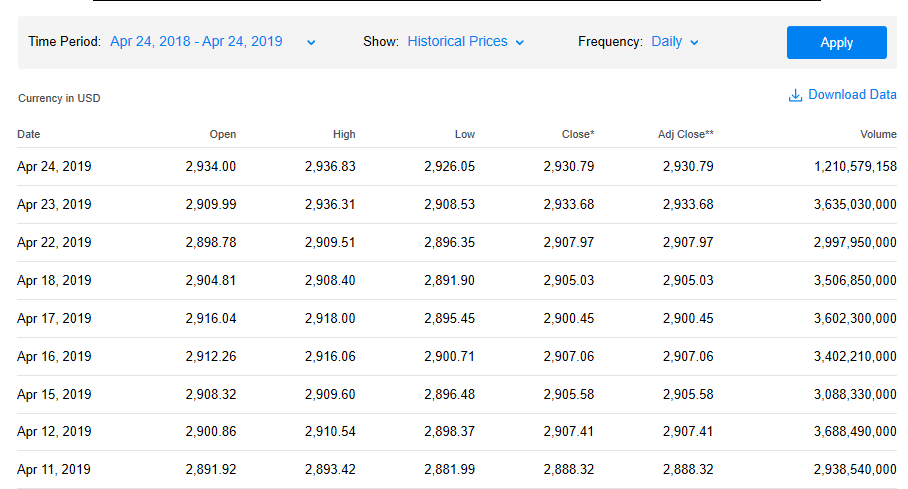 Time Period: Apr 24, 2018 - Apr 24, 2019 Show: Historical Prices Frequency: Daily Apply
Currency in USD Download Data
Date Open High Low Close* Adj Close** Volume
Apr 24, 2019 2,934.00 2,936.83 2,926.05 2,930.79 2,930.79 1,210,579,158
Apr 23, 2019 2,909.99 2,936.31 2,908.53 2,933.68 2,933.68 3,635,030,000
Apr 22, 2019 2,898.78 2,909.51 2,896.35 2,907.97 2,907.97 2,997,950,000
Apr 18, 2019 2,904.81 2,908.40 2,891.90 2,905.03 2,905.03 3,506,850,000
Apr 17, 2019 2,916.04 2,918.00 2,895.45 2,900.45 2,900.45 3,602,300,000
Apr 16, 2019 2,912.26 2,916.06 2,900.71 2,907.06 2,907.06 3,402,210,000
Apr 15, 2019 2,908.32 2,909.60 2,896.48 2,905.58 2,905.58 3,088,330,000
Apr 12, 2019 2,900.86 2,910.54 2,898.37 2,907.41 2,907.41 3,688,490,000
Apr 11, 2019 2,891.92 2,893.42 2,881.99 2,888.32 2,888.32 2,938,540,000